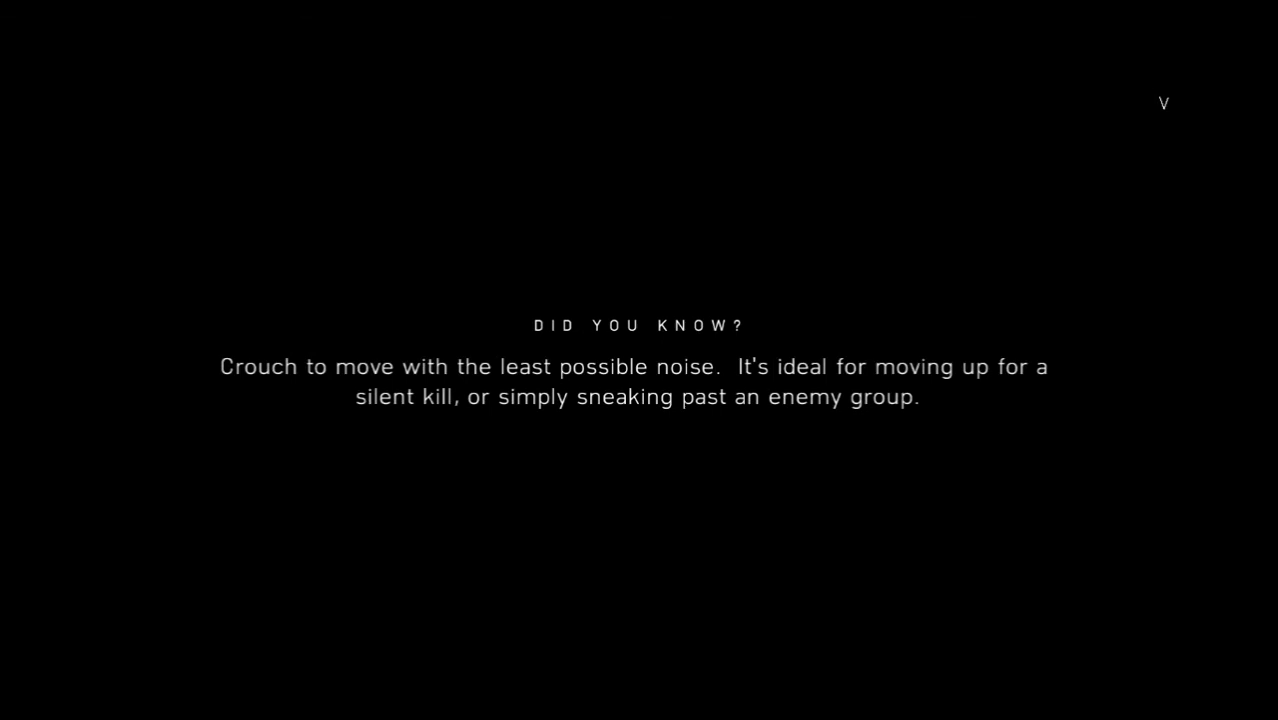 V
DID YOU KNOW?
Crouch to move with the least possible noise.  It's ideal for moving up for a
silent kill, or simply sneaking past an enemy group.